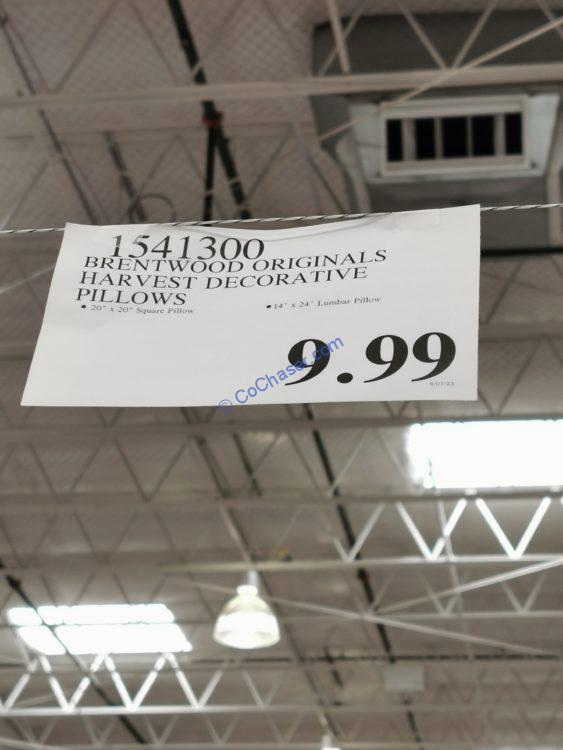 1541300
BRENTWOOD ORIGINALS
HARVEST DECORATIVE
PILLOWS
• 20" x 20" Square Pillow • 14" x 24" Lumbar Pillow
9.99
© CoChaser.com
8/01/23